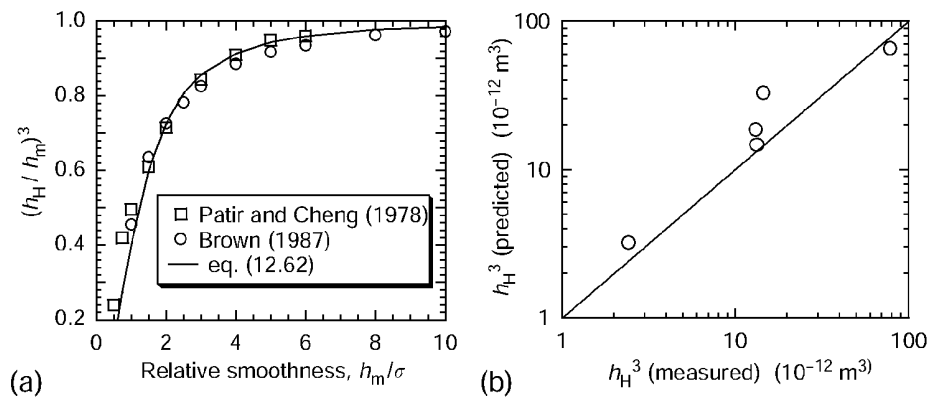 1.0
0.8
0.6
0.4
0.2
(h_H / h_m)^3
Patir and Cheng (1978)
Brown (1987)
eq. (12.62)
0 2 4 6 8 10
Relative smoothness, h_m/σ
(a)
100
10
1
h_H^3 (predicted) (10^−12 m^3)
1 10 100
h_H^3 (measured) (10^−12 m^3)
(b)